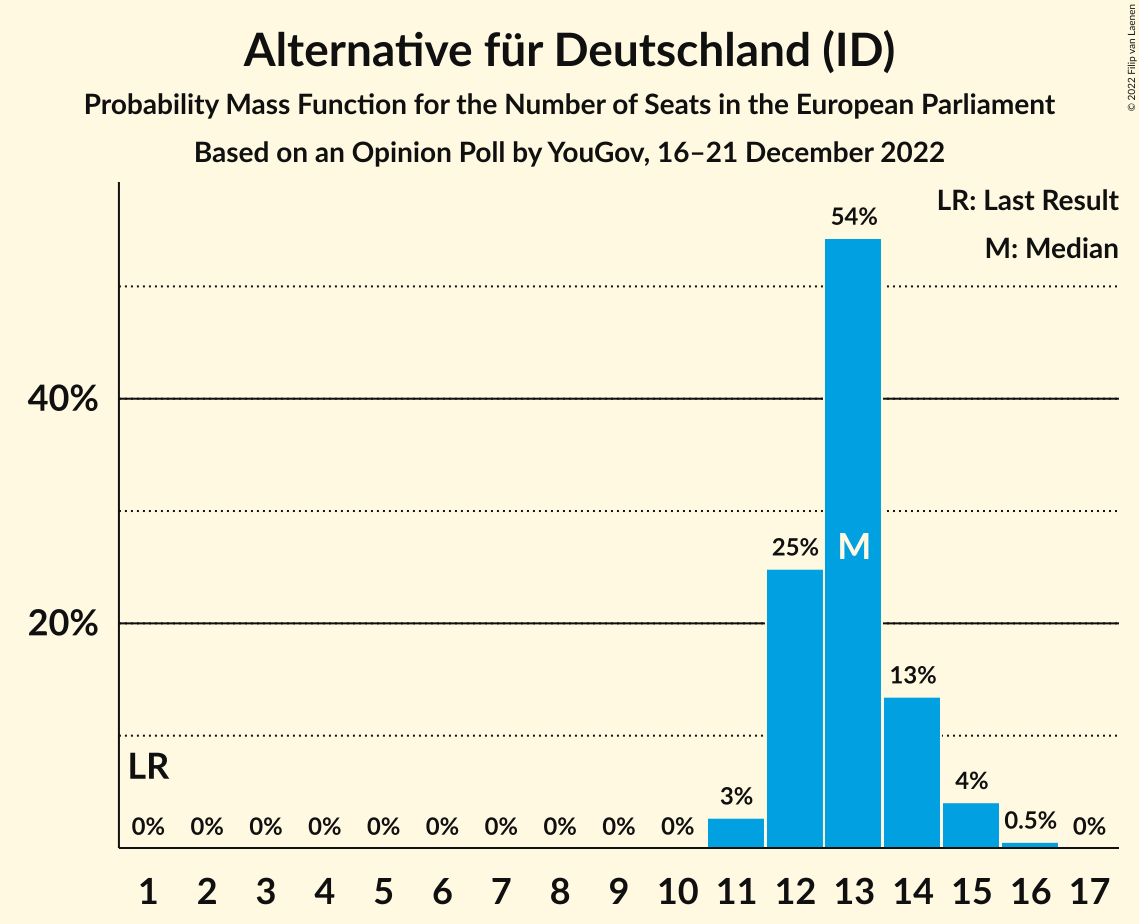 Alternative für Deutschland (ID)
Probability Mass Function for the Number of Seats in the European Parliament
Based on an Opinion Poll by YouGov, 16–21 December 2022
© 2022 Filip van Laenen
LR: Last Result
M: Median
54%
40%
25%
M
20%
13%
LR
4%
3%
0% 0% 0% 0% 0% 0% 0% 0% 0% 0% 0.5% 0%
1 2 3 4 5 6 7 8 9 10 11 12 13 14 15 16 17